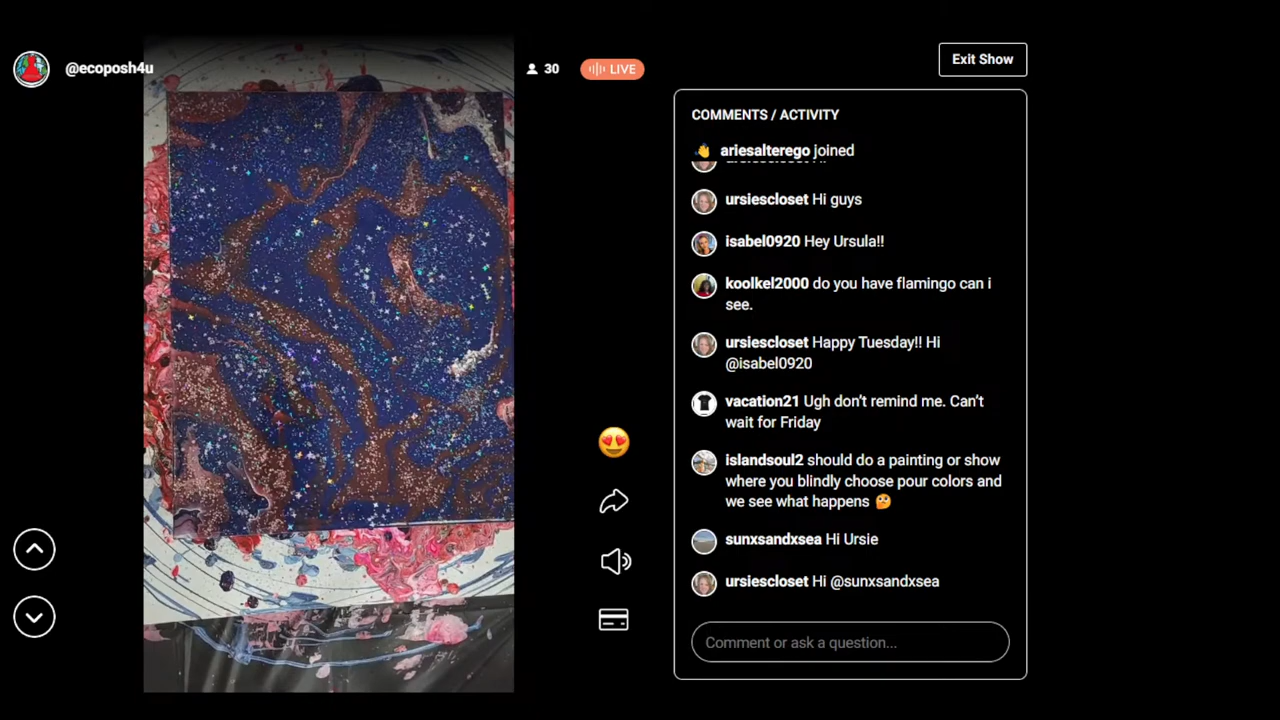 @ecoposh4u
30
LIVE
Exit Show
COMMENTS / ACTIVITY
ariesalterego joined
ursiescloset Hi guys
isabel0920 Hey Ursula!!
koolkel2000 do you have flamingo can i
see.
ursiescloset Happy Tuesday!! Hi
@isabel0920
vacation21 Ugh don’t remind me. Can’t
wait for Friday
islandsoul2 should do a painting or show
where you blindly choose pour colors and
we see what happens 🤔
sunxsandxsea Hi Ursie
ursiescloset Hi @sunxsandxsea
Comment or ask a question...